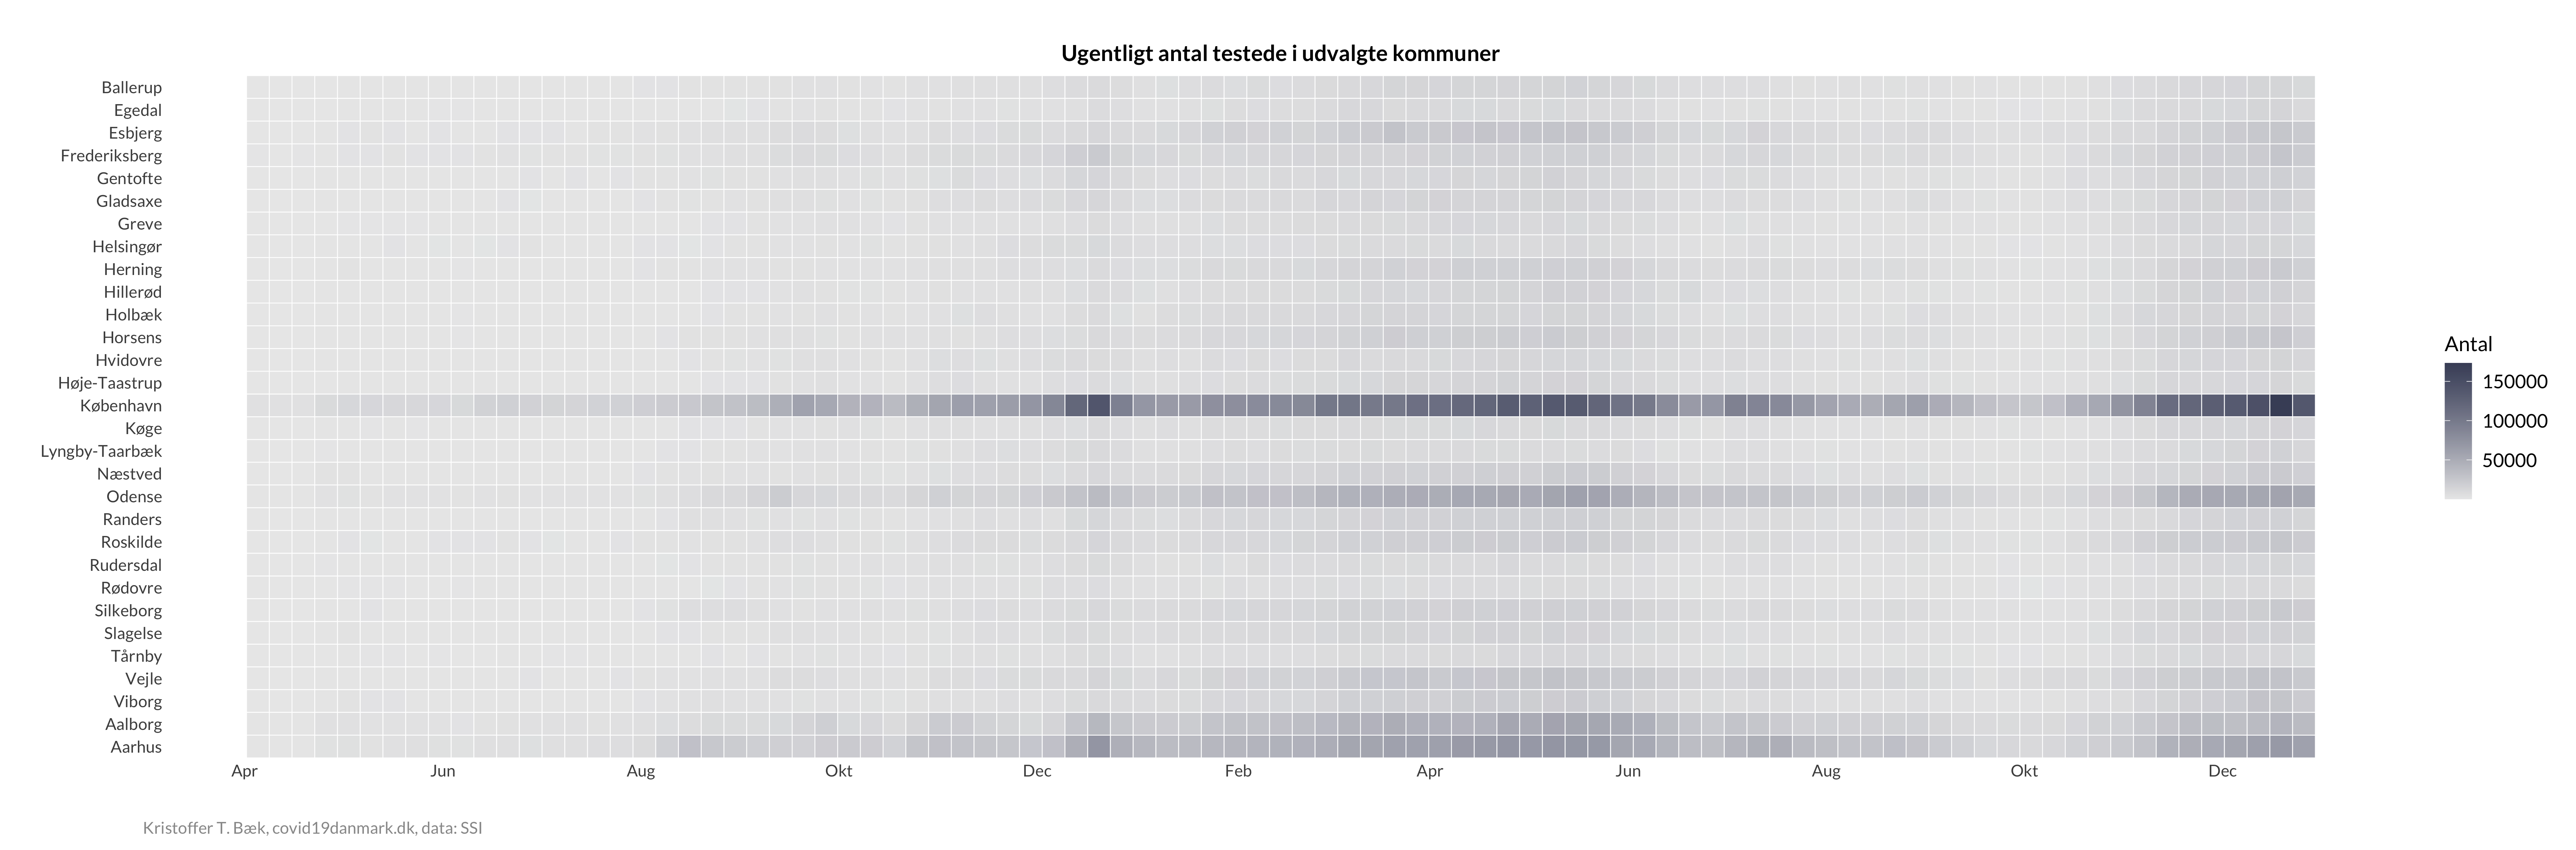 Ugentligt antal testede i udvalgte kommuner
Ballerup
Egedal
Esbjerg
Frederiksberg
Gentofte
Gladsaxe
Greve
Helsingør
Herning
Hillerød
Holbæk
Horsens
Hvidovre
Høje-Taastrup
København
Køge
Lyngby-Taarbæk
Næstved
Odense
Randers
Roskilde
Rudersdal
Rødovre
Silkeborg
Slagelse
Tårnby
Vejle
Viborg
Aalborg
Aarhus
Apr Jun Aug Okt Dec Feb Apr Jun Aug Okt Dec
Antal
150000
100000
50000
Kristoffer T. Bæk, covid19danmark.dk, data: SSI